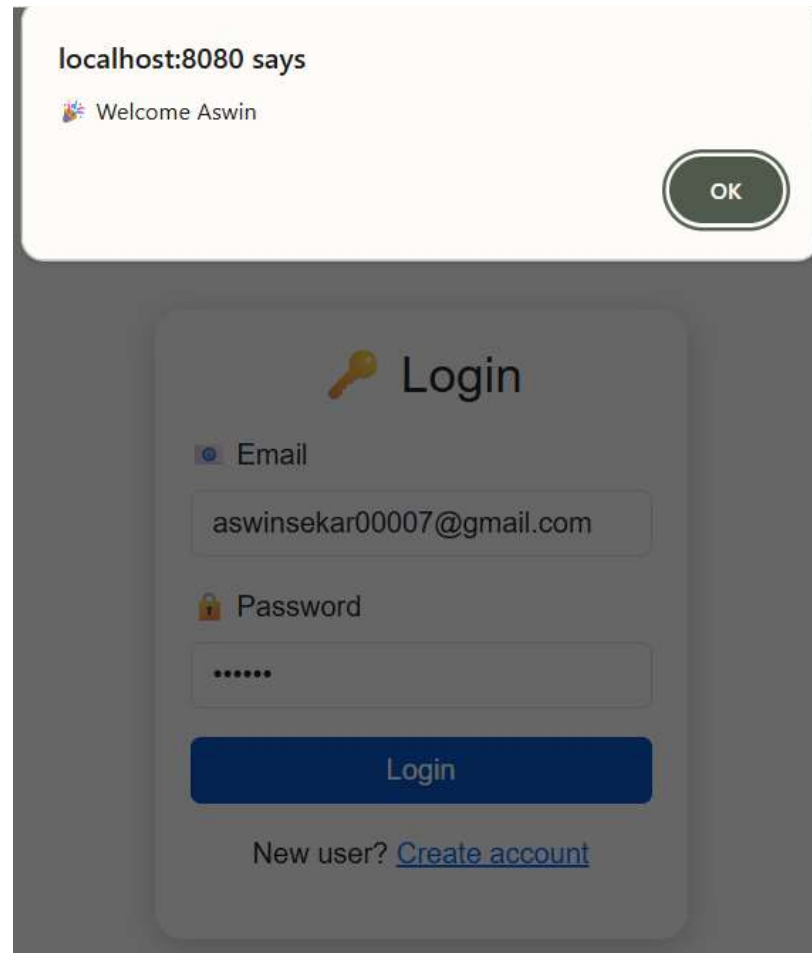 localhost:8080 says
🎉 Welcome Aswin
OK
🔑 Login
📧 Email
aswinsekar00007@gmail.com
🔒 Password
••••••
Login
New user? Create account